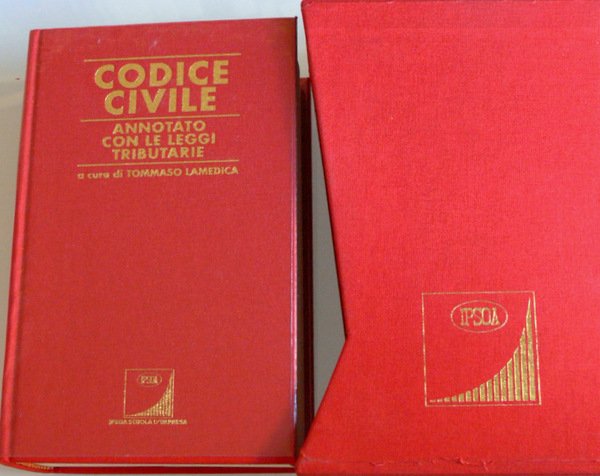 CODICE
CIVILE
ANNOTATO
CON LE LEGGI
TRIBUTARIE
a cura di TOMMASO LAMEDICA
IPSOA
IPSOA SCUOLA D'IMPRESA
IPSOA